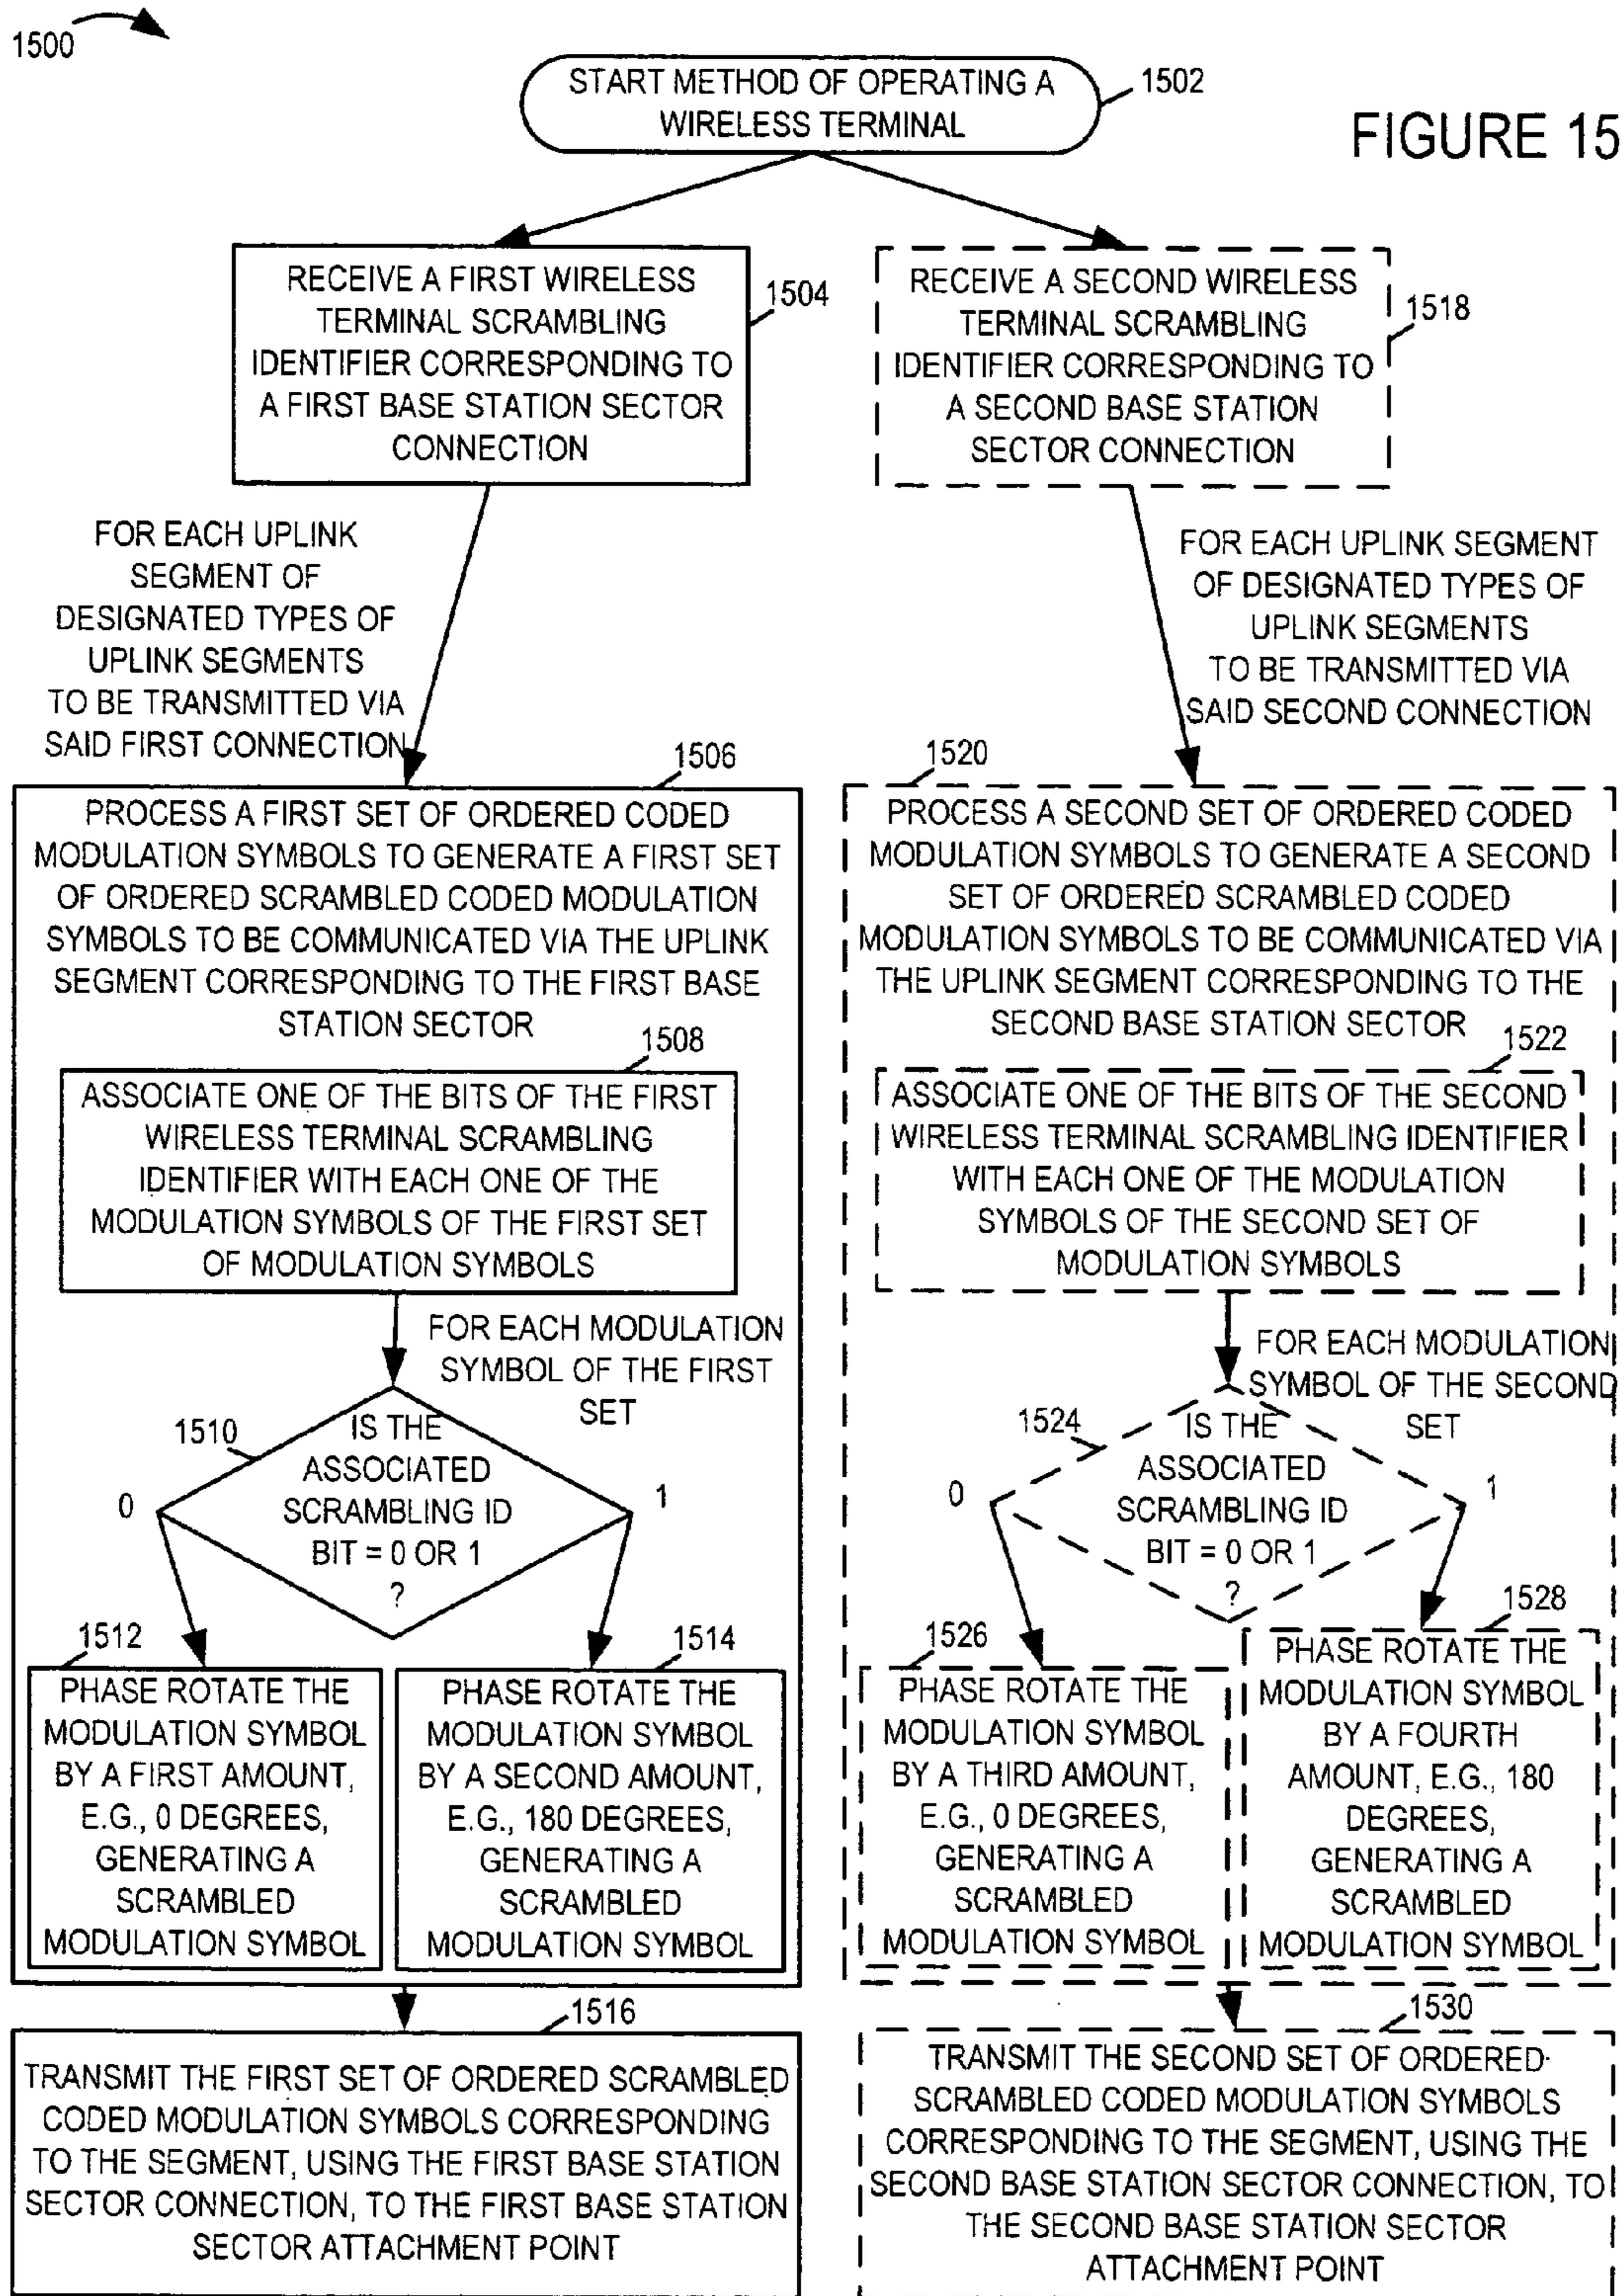 1500
START METHOD OF OPERATING A
WIRELESS TERMINAL
1502
FIGURE 15
RECEIVE A FIRST WIRELESS
TERMINAL SCRAMBLING
IDENTIFIER CORRESPONDING TO
A FIRST BASE STATION SECTOR
CONNECTION
1504
RECEIVE A SECOND WIRELESS
TERMINAL SCRAMBLING
IDENTIFIER CORRESPONDING TO
A SECOND BASE STATION
SECTOR CONNECTION
1518
FOR EACH UPLINK
SEGMENT OF
DESIGNATED TYPES OF
UPLINK SEGMENTS
TO BE TRANSMITTED VIA
SAID FIRST CONNECTION
FOR EACH UPLINK SEGMENT
OF DESIGNATED TYPES OF
UPLINK SEGMENTS
TO BE TRANSMITTED VIA
SAID SECOND CONNECTION
1506
PROCESS A FIRST SET OF ORDERED CODED
MODULATION SYMBOLS TO GENERATE A FIRST SET
OF ORDERED SCRAMBLED CODED MODULATION
SYMBOLS TO BE COMMUNICATED VIA THE UPLINK
SEGMENT CORRESPONDING TO THE FIRST BASE
STATION SECTOR
1508
ASSOCIATE ONE OF THE BITS OF THE FIRST
WIRELESS TERMINAL SCRAMBLING
IDENTIFIER WITH EACH ONE OF THE
MODULATION SYMBOLS OF THE FIRST SET
OF MODULATION SYMBOLS
FOR EACH MODULATION
SYMBOL OF THE FIRST
SET
1510
IS THE
ASSOCIATED
SCRAMBLING ID
BIT = 0 OR 1
?
0
1
1512
PHASE ROTATE THE
MODULATION SYMBOL
BY A FIRST AMOUNT,
E.G., 0 DEGREES,
GENERATING A
SCRAMBLED
MODULATION SYMBOL
1514
PHASE ROTATE THE
MODULATION SYMBOL
BY A SECOND AMOUNT,
E.G., 180 DEGREES,
GENERATING A
SCRAMBLED
MODULATION SYMBOL
1516
TRANSMIT THE FIRST SET OF ORDERED SCRAMBLED
CODED MODULATION SYMBOLS CORRESPONDING
TO THE SEGMENT, USING THE FIRST BASE STATION
SECTOR CONNECTION, TO THE FIRST BASE STATION
SECTOR ATTACHMENT POINT
1520
PROCESS A SECOND SET OF ORDERED CODED
MODULATION SYMBOLS TO GENERATE A SECOND
SET OF ORDERED SCRAMBLED CODED
MODULATION SYMBOLS TO BE COMMUNICATED VIA
THE UPLINK SEGMENT CORRESPONDING TO THE
SECOND BASE STATION SECTOR
1522
ASSOCIATE ONE OF THE BITS OF THE SECOND
WIRELESS TERMINAL SCRAMBLING IDENTIFIER
WITH EACH ONE OF THE MODULATION
SYMBOLS OF THE SECOND SET OF
MODULATION SYMBOLS
FOR EACH MODULATION
SYMBOL OF THE SECOND
SET
1524
IS THE
ASSOCIATED
SCRAMBLING ID
BIT = 0 OR 1
?
0
1
1526
PHASE ROTATE THE
MODULATION SYMBOL
BY A THIRD AMOUNT,
E.G., 0 DEGREES,
GENERATING A
SCRAMBLED
MODULATION SYMBOL
1528
PHASE ROTATE THE
MODULATION SYMBOL
BY A FOURTH
AMOUNT, E.G., 180
DEGREES,
GENERATING A
SCRAMBLED
MODULATION SYMBOL
1530
TRANSMIT THE SECOND SET OF ORDERED
SCRAMBLED CODED MODULATION SYMBOLS
CORRESPONDING TO THE SEGMENT, USING THE
SECOND BASE STATION SECTOR CONNECTION, TO
THE SECOND BASE STATION SECTOR
ATTACHMENT POINT